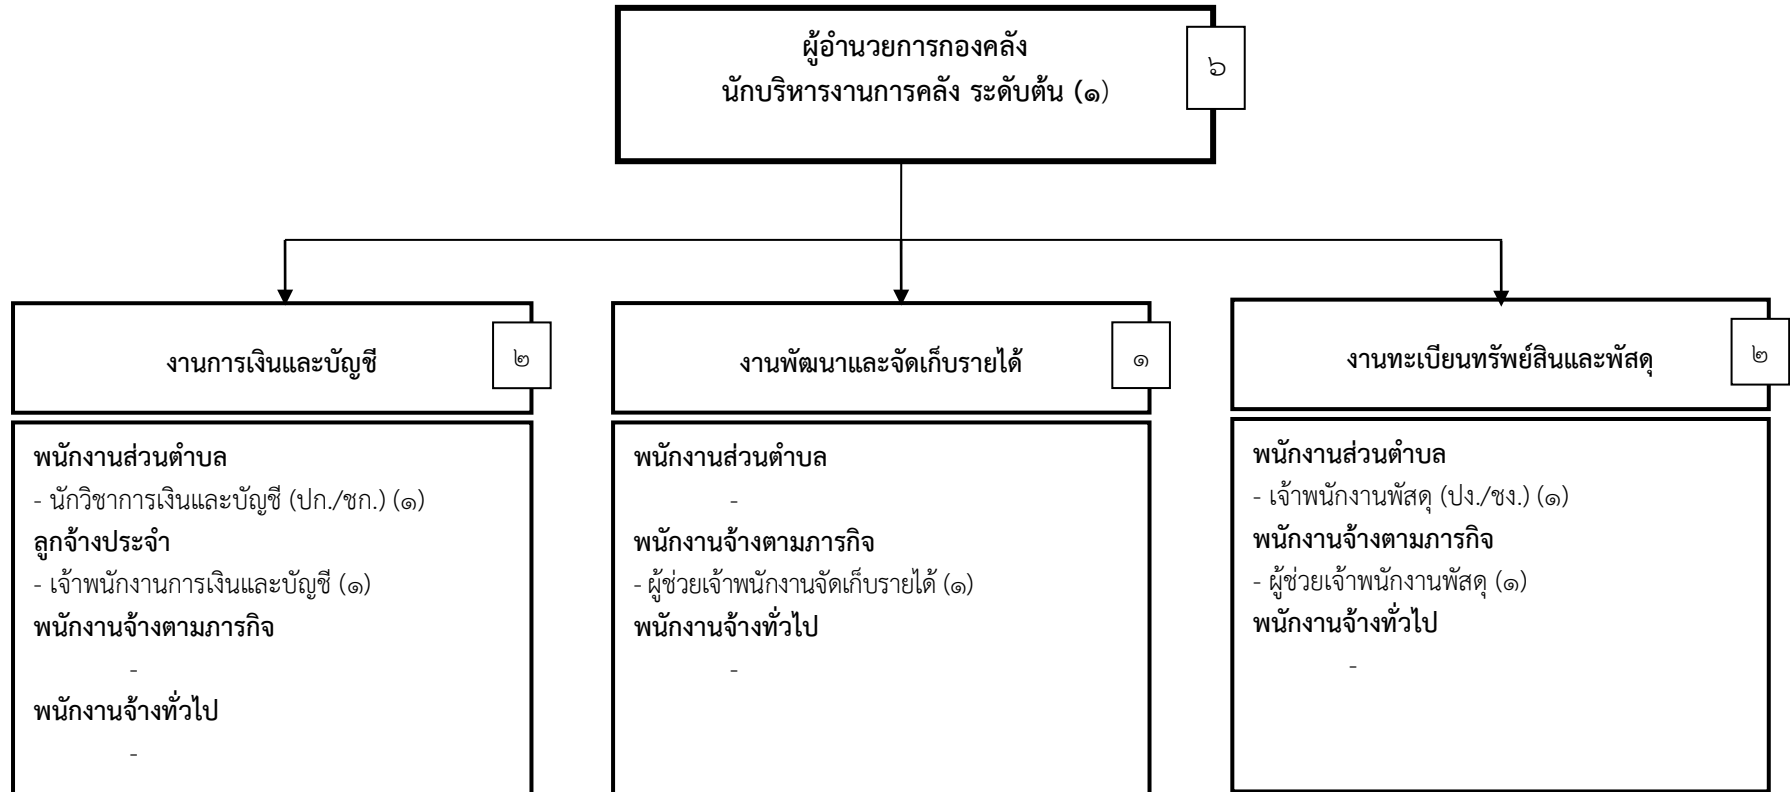 ผู้อำนวยการกองคลัง
นักบริหารงานการคลัง ระดับต้น (๑)
๖
งานการเงินและบัญชี
๒
พนักงานส่วนตำบล
- นักวิชาการเงินและบัญชี (ปก./ชก.) (๑)
ลูกจ้างประจำ
- เจ้าพนักงานการเงินและบัญชี (๑)
พนักงานจ้างตามภารกิจ
-
พนักงานจ้างทั่วไป
-
งานพัฒนาและจัดเก็บรายได้
๑
พนักงานส่วนตำบล
-
พนักงานจ้างตามภารกิจ
- ผู้ช่วยเจ้าพนักงานจัดเก็บรายได้ (๑)
พนักงานจ้างทั่วไป
-
งานทะเบียนทรัพย์สินและพัสดุ
๒
พนักงานส่วนตำบล
- เจ้าพนักงานพัสดุ (ปง./ชง.) (๑)
พนักงานจ้างตามภารกิจ
- ผู้ช่วยเจ้าพนักงานพัสดุ (๑)
พนักงานจ้างทั่วไป
-